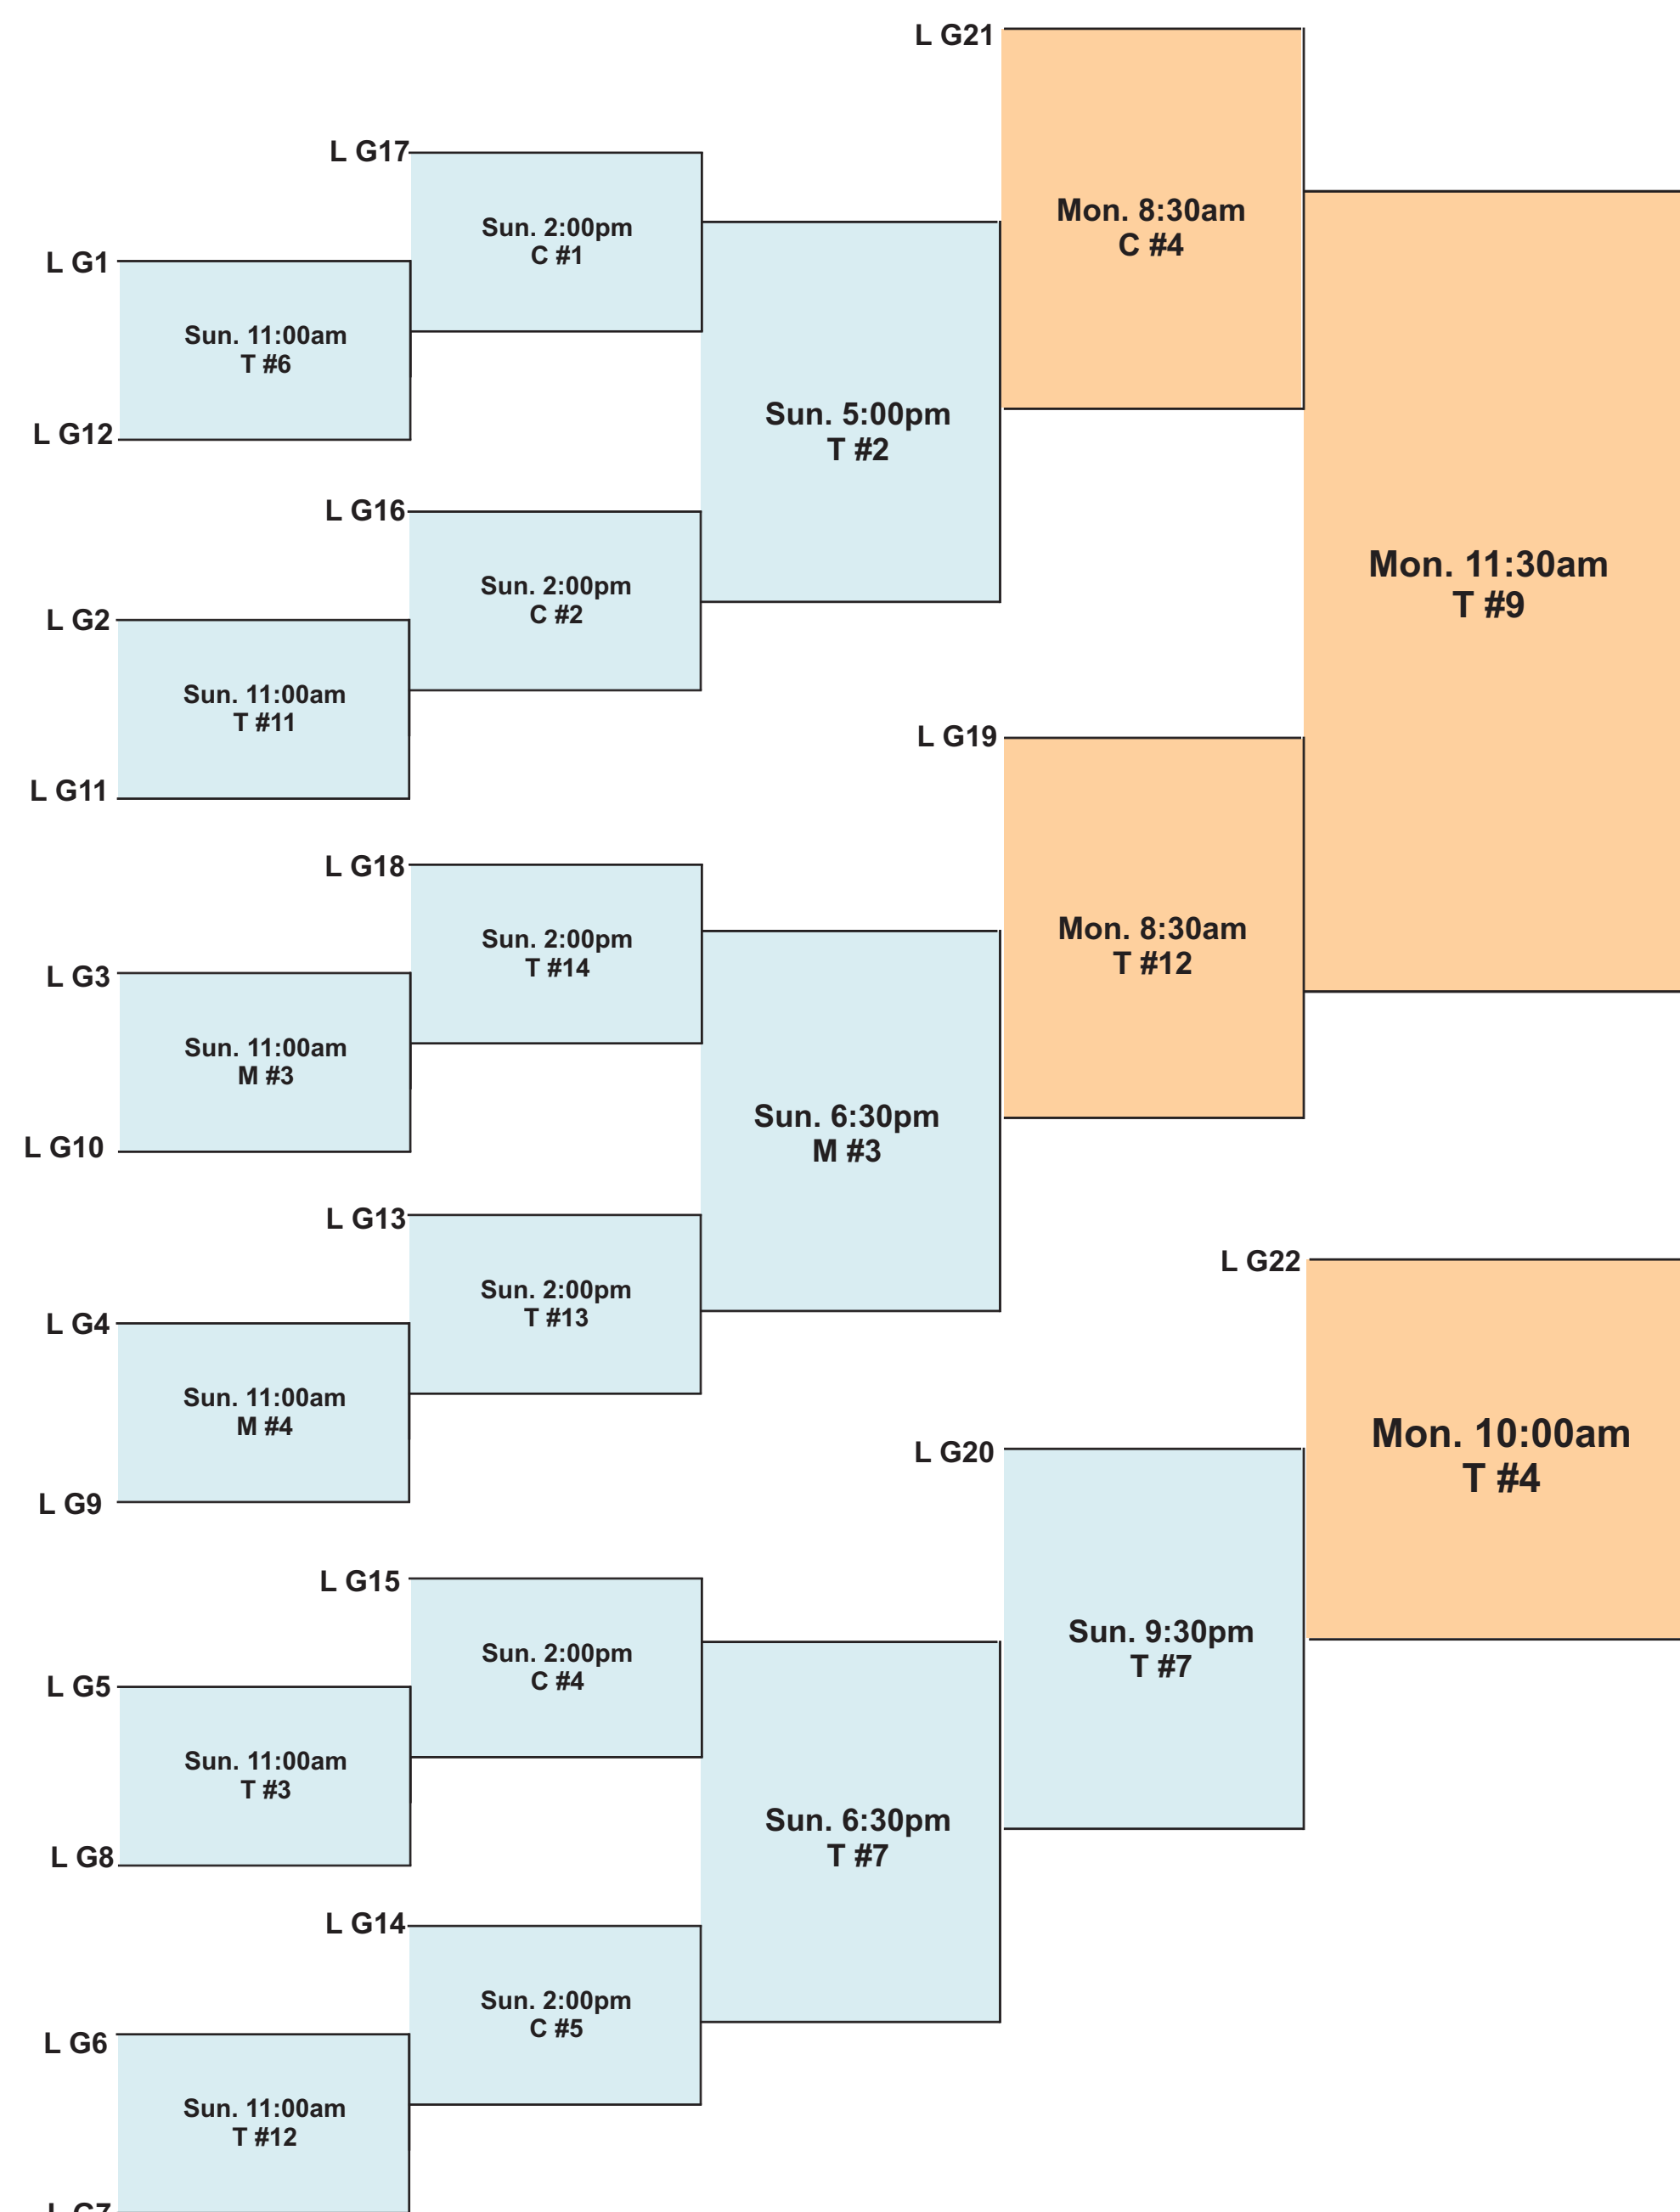 L G21
L G17
Mon. 8:30am
C #4
Sun. 2:00pm
C #1
L G1
Sun. 11:00am
T #6
Sun. 5:00pm
T #2
L G12
L G16
Mon. 11:30am
T #9
Sun. 2:00pm
C #2
L G2
Sun. 11:00am
T #11
L G19
L G11
L G18
Sun. 2:00pm
T #14
Mon. 8:30am
T #12
L G3
Sun. 11:00am
M #3
Sun. 6:30pm
M #3
L G10
L G13
L G22
Sun. 2:00pm
T #13
L G4
Sun. 11:00am
M #4
Mon. 10:00am
T #4
L G20
L G9
L G15
Sun. 2:00pm
C #4
Sun. 9:30pm
T #7
L G5
Sun. 11:00am
T #3
Sun. 6:30pm
T #7
L G8
L G14
Sun. 2:00pm
C #5
L G6
Sun. 11:00am
T #12
L G7